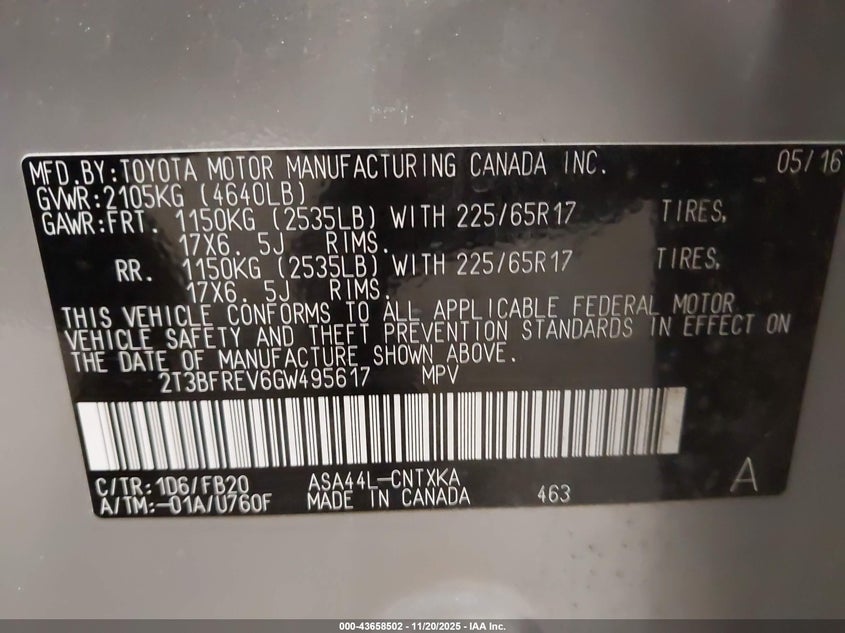 MFD.BY:TOYOTA MOTOR MANUFACTURING CANADA INC. 05/16
GVWR:2105KG (4640LB)
GAWR:FRT. 1150KG (2535LB) WITH 225/65R17 TIRES,
17X6. 5J RIMS.
RR. 1150KG (2535LB) WITH 225/65R17 TIRES,
17X6. 5J RIMS.
THIS VEHICLE CONFORMS TO ALL APPLICABLE FEDERAL MOTOR
VEHICLE SAFETY AND THEFT PREVENTION STANDARDS IN EFFECT ON
THE DATE OF MANUFACTURE SHOWN ABOVE.
2T3BFREV6GW495617 MPV
C/TR:1D6/FB20 ASA44L-CNTXKA
A/TM:-01A/U760F MADE IN CANADA 463 A
000-43658502 - 11/20/2025 - IAA Inc.